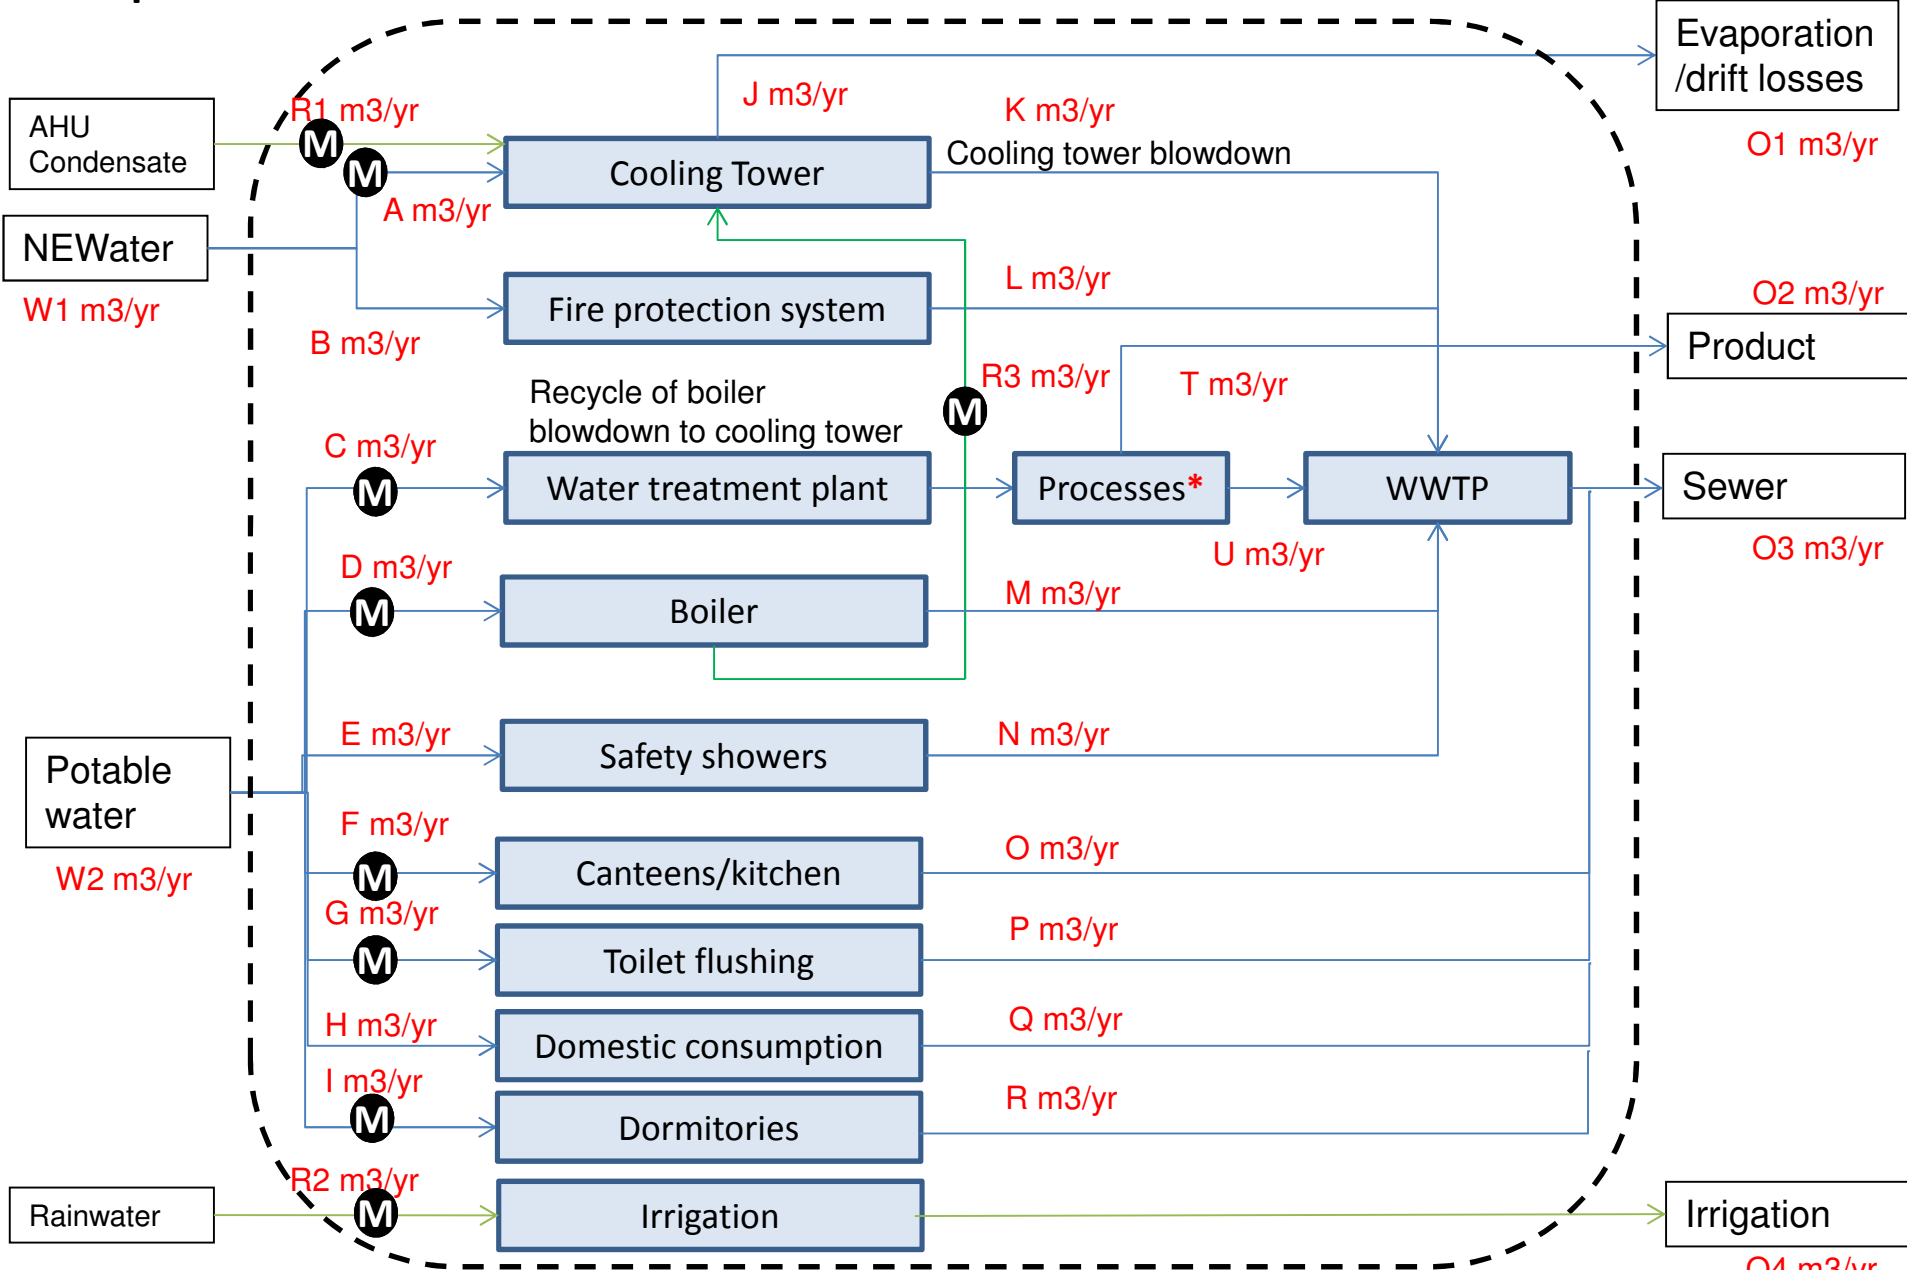 Evaporation
/drift losses
O1 m3/yr
J m3/yr
K m3/yr
R1 m3/yr
AHU
Condensate
M
M
Cooling Tower
Cooling tower blowdown
A m3/yr
NEWater
W1 m3/yr
L m3/yr
Fire protection system
B m3/yr
O2 m3/yr
Product
R3 m3/yr
T m3/yr
Recycle of boiler
blowdown to cooling tower
M
C m3/yr
M
Water treatment plant
Processes*
WWTP
Sewer
O3 m3/yr
U m3/yr
D m3/yr
M
Boiler
M m3/yr
E m3/yr
Safety showers
N m3/yr
Potable
water
W2 m3/yr
F m3/yr
M
Canteens/kitchen
O m3/yr
G m3/yr
M
Toilet flushing
P m3/yr
H m3/yr
Domestic consumption
Q m3/yr
I m3/yr
M
Dormitories
R m3/yr
R2 m3/yr
Rainwater
M
Irrigation
Irrigation
O4 m3/yr